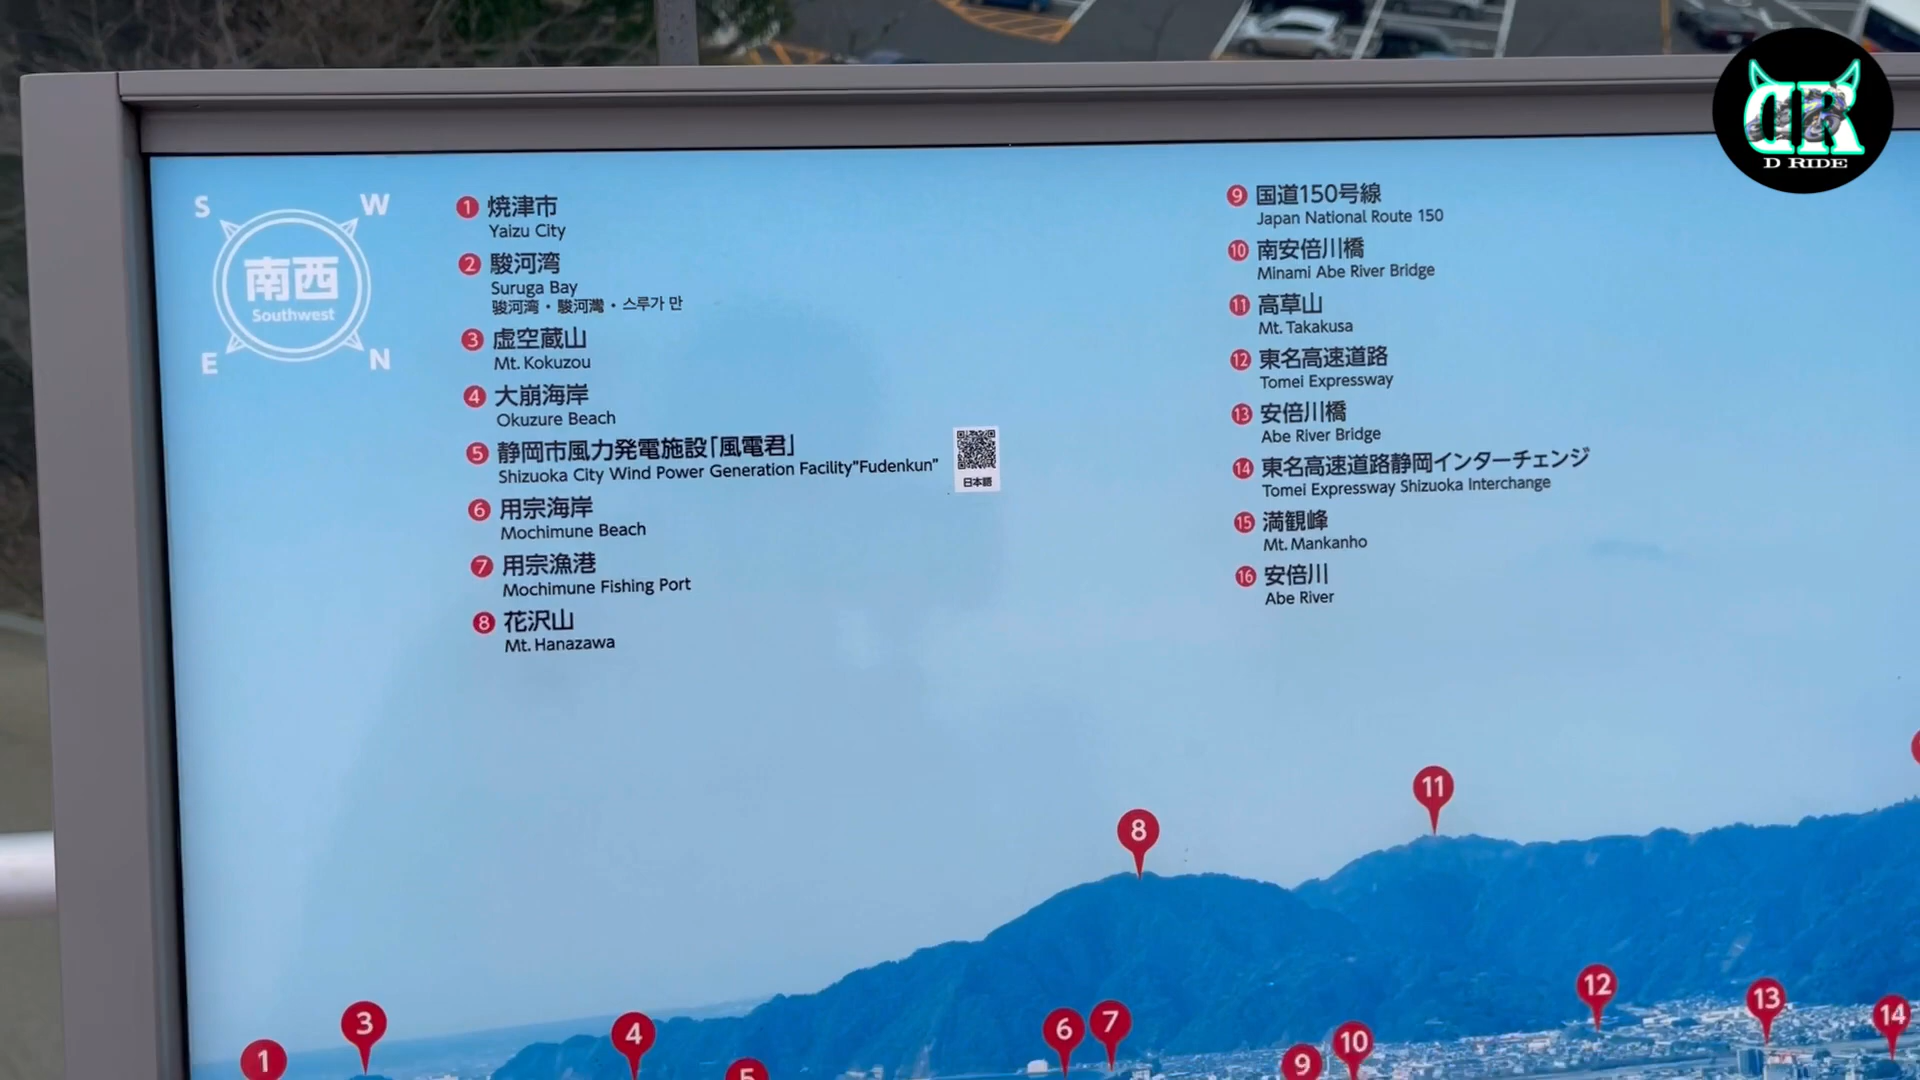 S
W
南西
Southwest
E
N
1 焼津市
Yaizu City
2 駿河湾
Suruga Bay
骏河湾・駿河灣・스루가 만
3 虚空蔵山
Mt. Kokuzou
4 大崩海岸
Okuzure Beach
5 静岡市風力発電施設「風電君」
Shizuoka City Wind Power Generation Facility"Fudenkun"
日本語
6 用宗海岸
Mochimune Beach
7 用宗漁港
Mochimune Fishing Port
8 花沢山
Mt. Hanazawa
9 国道150号線
Japan National Route 150
10 南安倍川橋
Minami Abe River Bridge
11 高草山
Mt. Takakusa
12 東名高速道路
Tomei Expressway
13 安倍川橋
Abe River Bridge
14 東名高速道路静岡インターチェンジ
Tomei Expressway Shizuoka Interchange
15 満観峰
Mt. Mankanho
16 安倍川
Abe River
DR
D RIDE
8
11
1
3
4
5
6
7
9
10
12
13
14